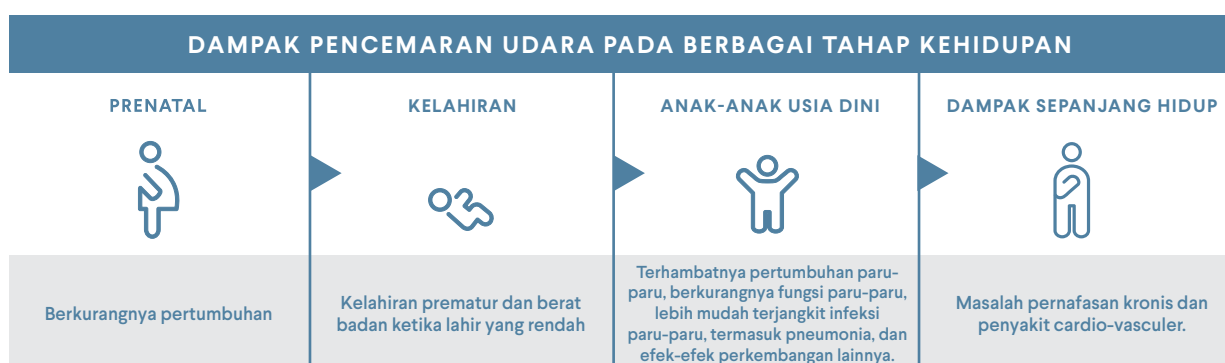 DAMPAK PENCEMARAN UDARA PADA BERBAGAI TAHAP KEHIDUPAN
PRENATAL
Berkurangnya pertumbuhan
KELAHIRAN
Kelahiran prematur dan berat
badan ketika lahir yang rendah
ANAK-ANAK USIA DINI
Terhambatnya pertumbuhan paru-
paru, berkurangnya fungsi paru-paru,
lebih mudah terjangkit infeksi
paru-paru, termasuk pneumonia, dan
efek-efek perkembangan lainnya.
DAMPAK SEPANJANG HIDUP
Masalah pernafasan kronis dan
penyakit cardio-vasculer.